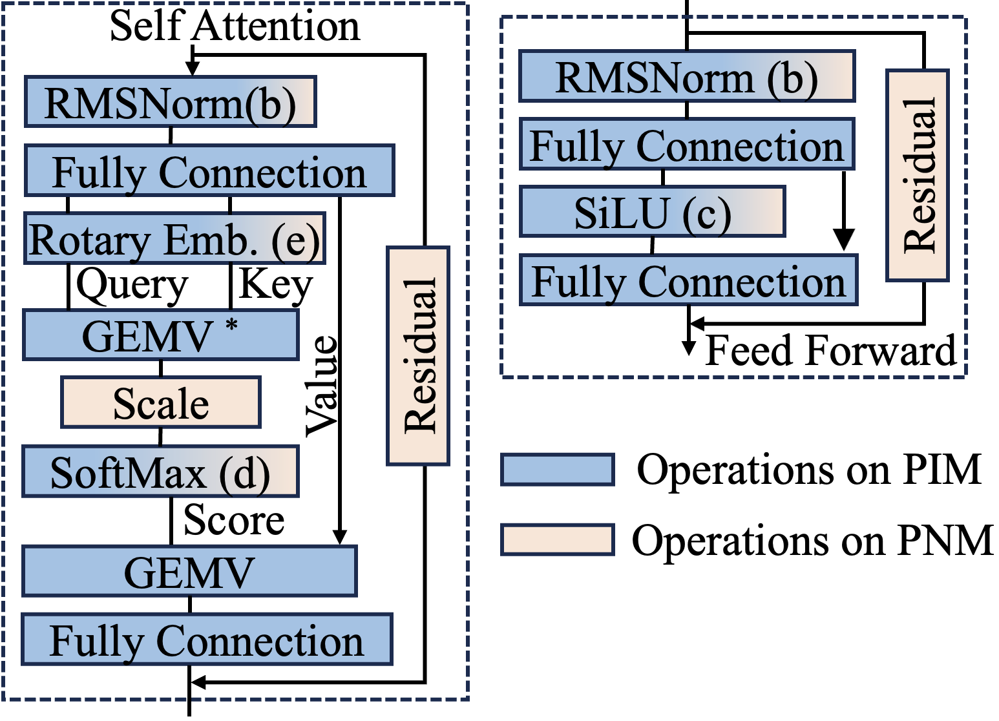 Self Attention
RMSNorm(b)
Fully Connection
Rotary Emb. (e)
Query
Key
GEMV *
Scale
SoftMax (d)
Score
Value
GEMV
Fully Connection
Residual
RMSNorm (b)
Fully Connection
SiLU (c)
Fully Connection
Residual
Feed Forward
Operations on PIM
Operations on PNM